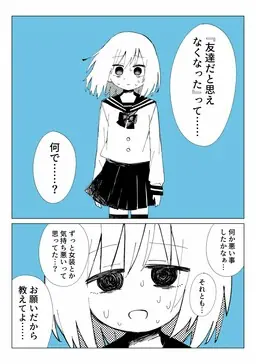 『友達だと思え
なくなった』って
……
何で……？
何か悪い事
したかなぁ…
それとも…
ずっと女装とか
気持ち悪いって
思ってた…？
お願いだから
教えてよ……